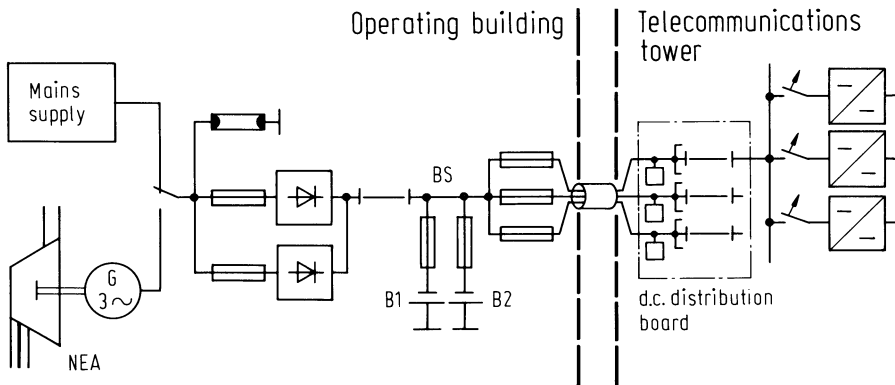 Operating building
Telecommunications
tower
Mains
supply
BS
G
3~
B1
B2
NEA
d.c. distribution
board